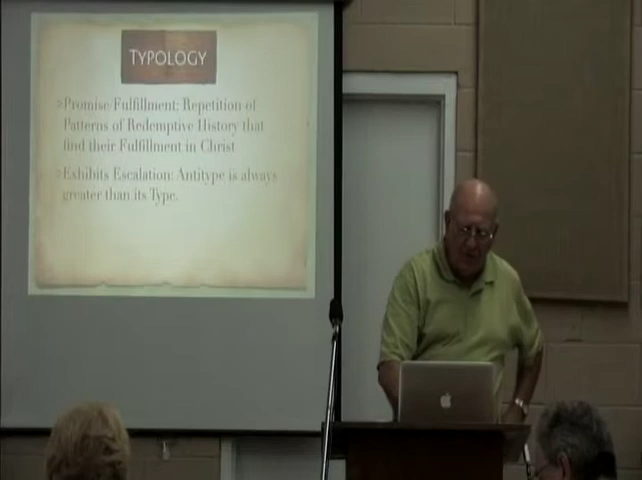 TYPOLOGY
>Promise Fulfillment: Repetition of
Patterns of Redemptive History that
find their Fulfillment in Christ
>Exhibits Escalation: Antitype is always
greater than its Type.